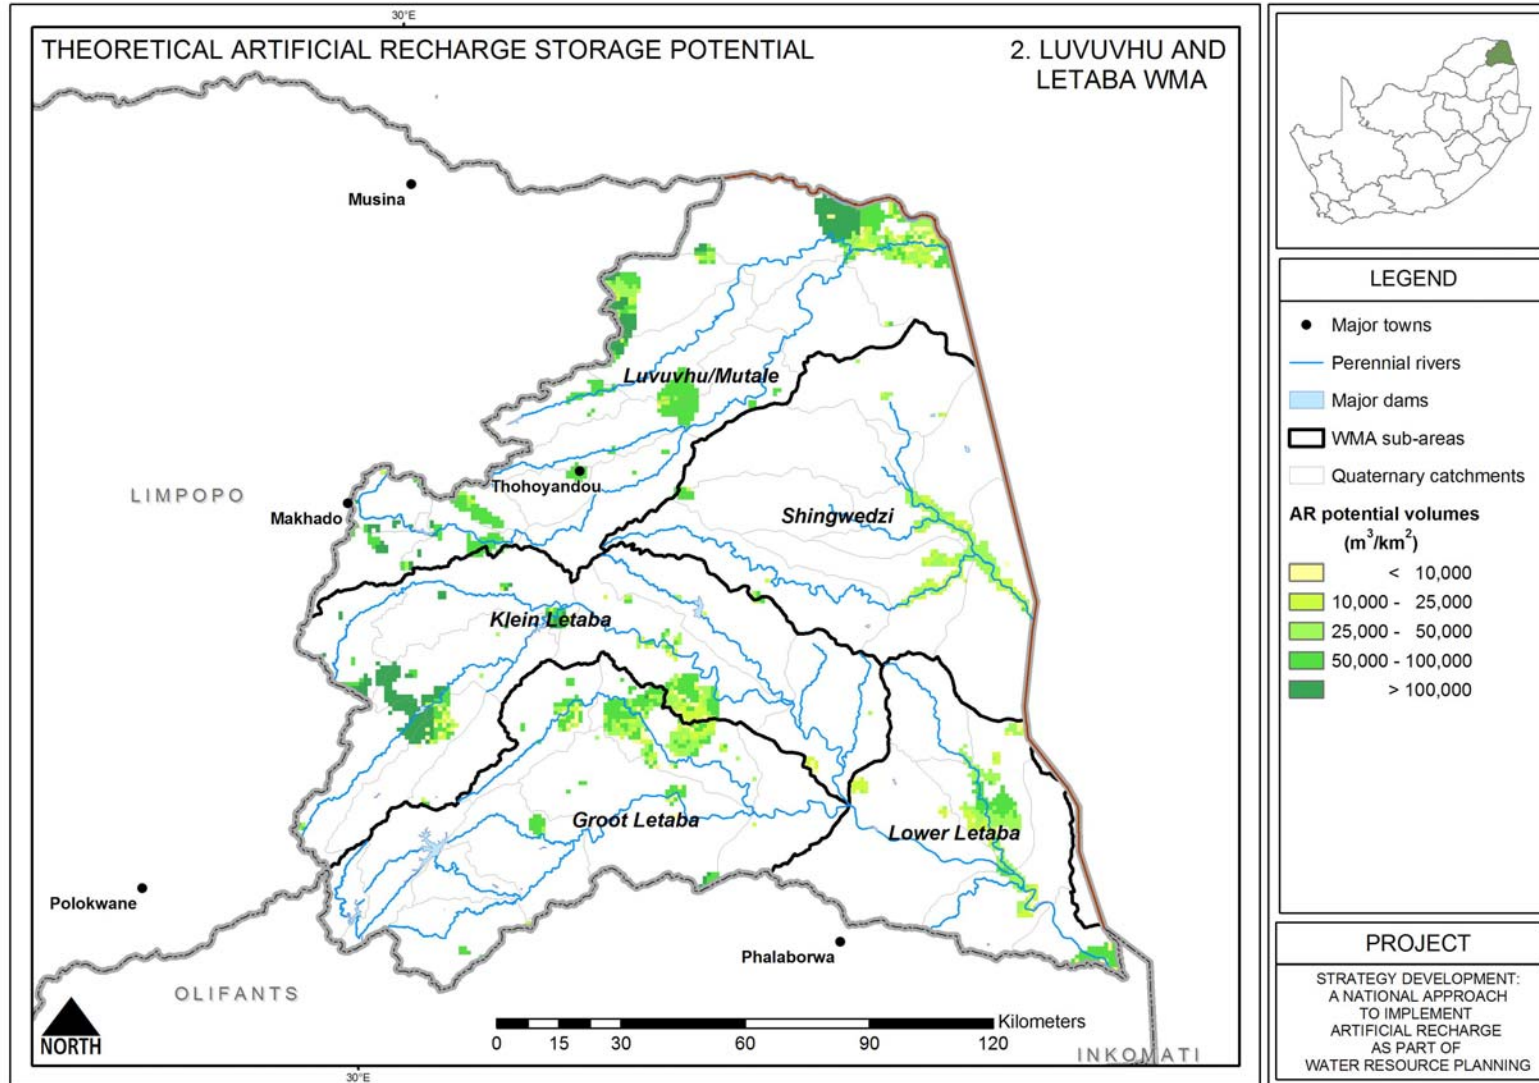 30°E
THEORETICAL ARTIFICIAL RECHARGE STORAGE POTENTIAL
2. LUVUVHU AND
LETABA WMA
Musina
Luvuvhu/Mutale
Thohoyandou
LIMPOPO
Makhado
Shingwedzi
Klein Letaba
Groot Letaba
Lower Letaba
Polokwane
Phalaborwa
OLIFANTS
NORTH
Kilometers
0 15 30 60 90 120
INKOMATI
30°E
LEGEND
Major towns
Perennial rivers
Major dams
WMA sub-areas
Quaternary catchments
AR potential volumes
(m³/km²)
< 10,000
10,000 - 25,000
25,000 - 50,000
50,000 - 100,000
> 100,000
PROJECT
STRATEGY DEVELOPMENT:
A NATIONAL APPROACH
TO IMPLEMENT
ARTIFICIAL RECHARGE
AS PART OF
WATER RESOURCE PLANNING